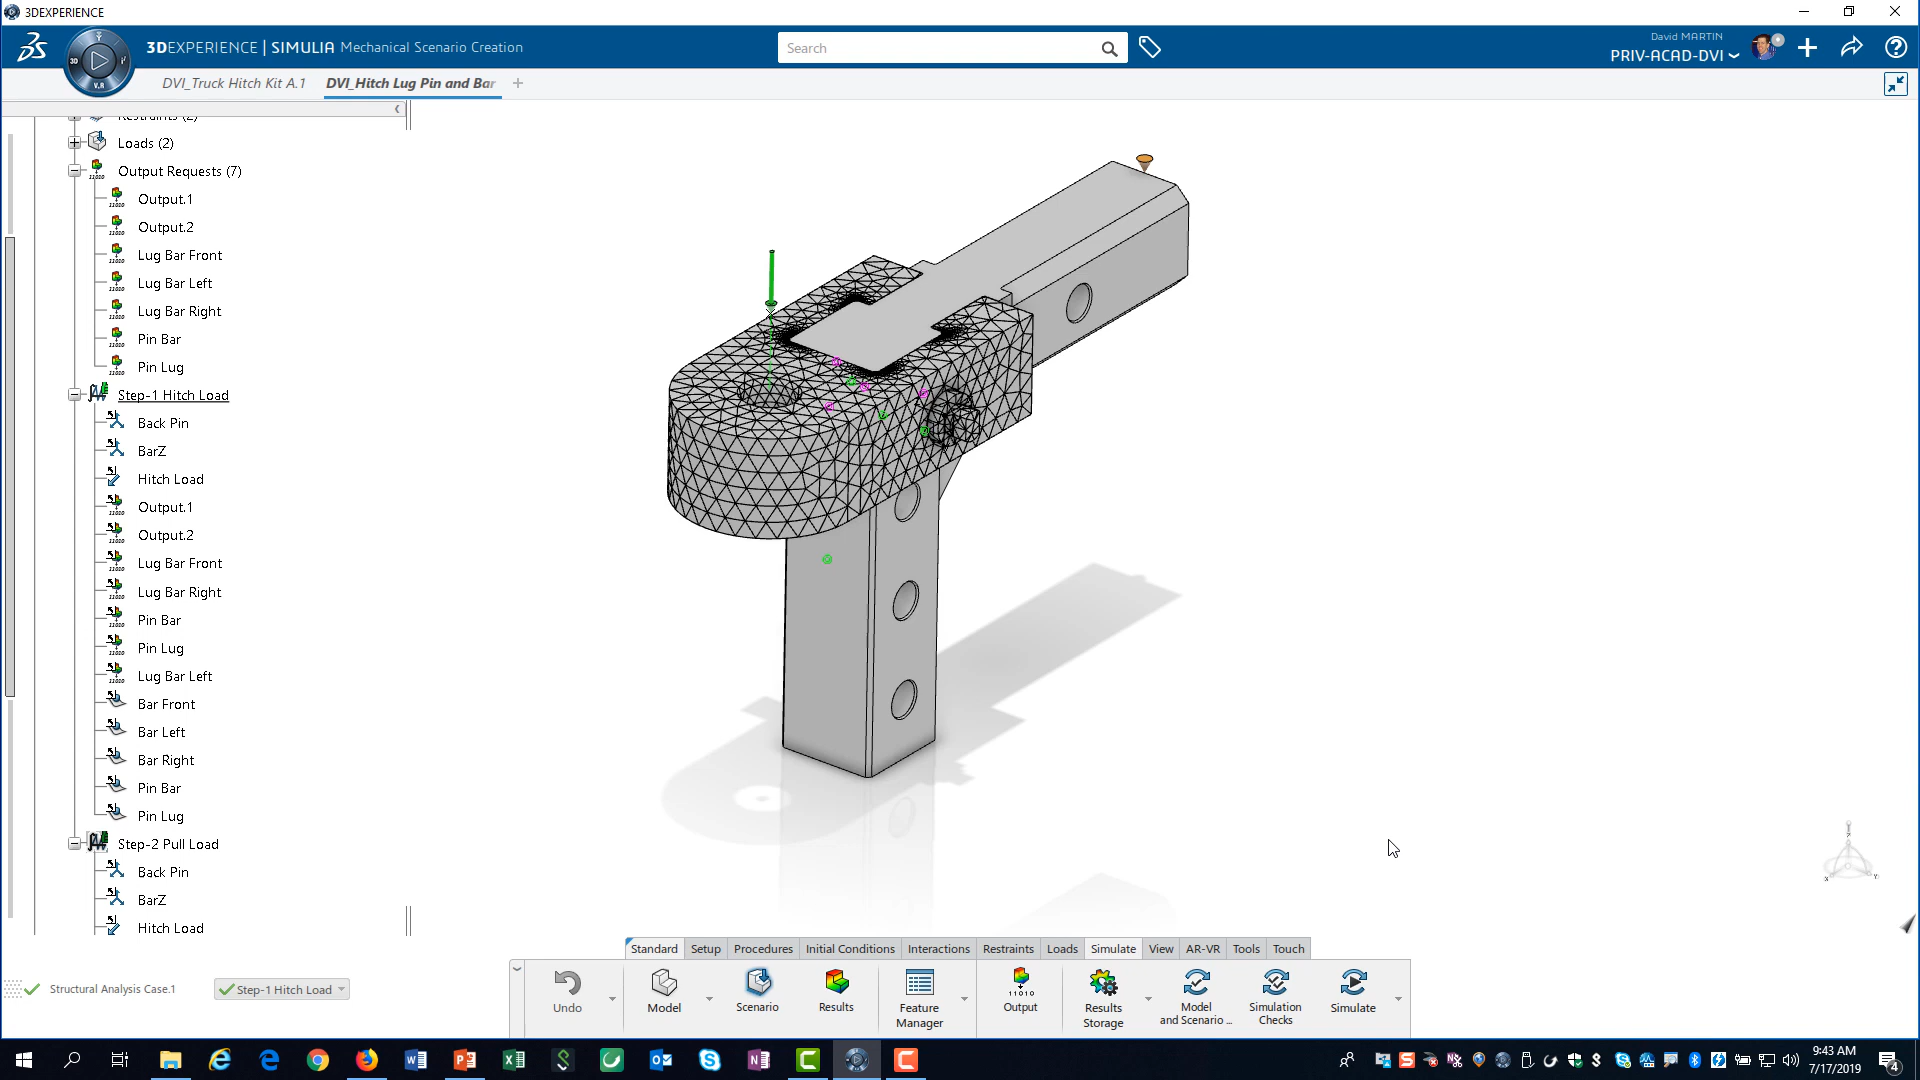 3DEXPERIENCE
3DEXPERIENCE | SIMULIA Mechanical Scenario Creation
Search
David MARTIN
PRIV-ACAD-DVI
3D
V.R
DVI_Truck Hitch Kit A.1
DVI_Hitch Lug Pin and Bar
Restraints (2)
Loads (2)
Output Requests (7)
Output.1
Output.2
Lug Bar Front
Lug Bar Left
Lug Bar Right
Pin Bar
Pin Lug
Step-1 Hitch Load
Back Pin
BarZ
Hitch Load
Output.1
Output.2
Lug Bar Front
Lug Bar Right
Pin Bar
Pin Lug
Lug Bar Left
Bar Front
Bar Left
Bar Right
Pin Bar
Pin Lug
Step-2 Pull Load
Back Pin
BarZ
Hitch Load
Structural Analysis Case.1
Step-1 Hitch Load
Standard Setup Procedures Initial Conditions Interactions Restraints Loads Simulate View AR-VR Tools Touch
Undo
Model
Scenario
Results
Feature Manager
11010
Output
Results Storage
Model and Scenario ...
Simulation Checks
Simulate
9:43 AM
7/17/2019
4